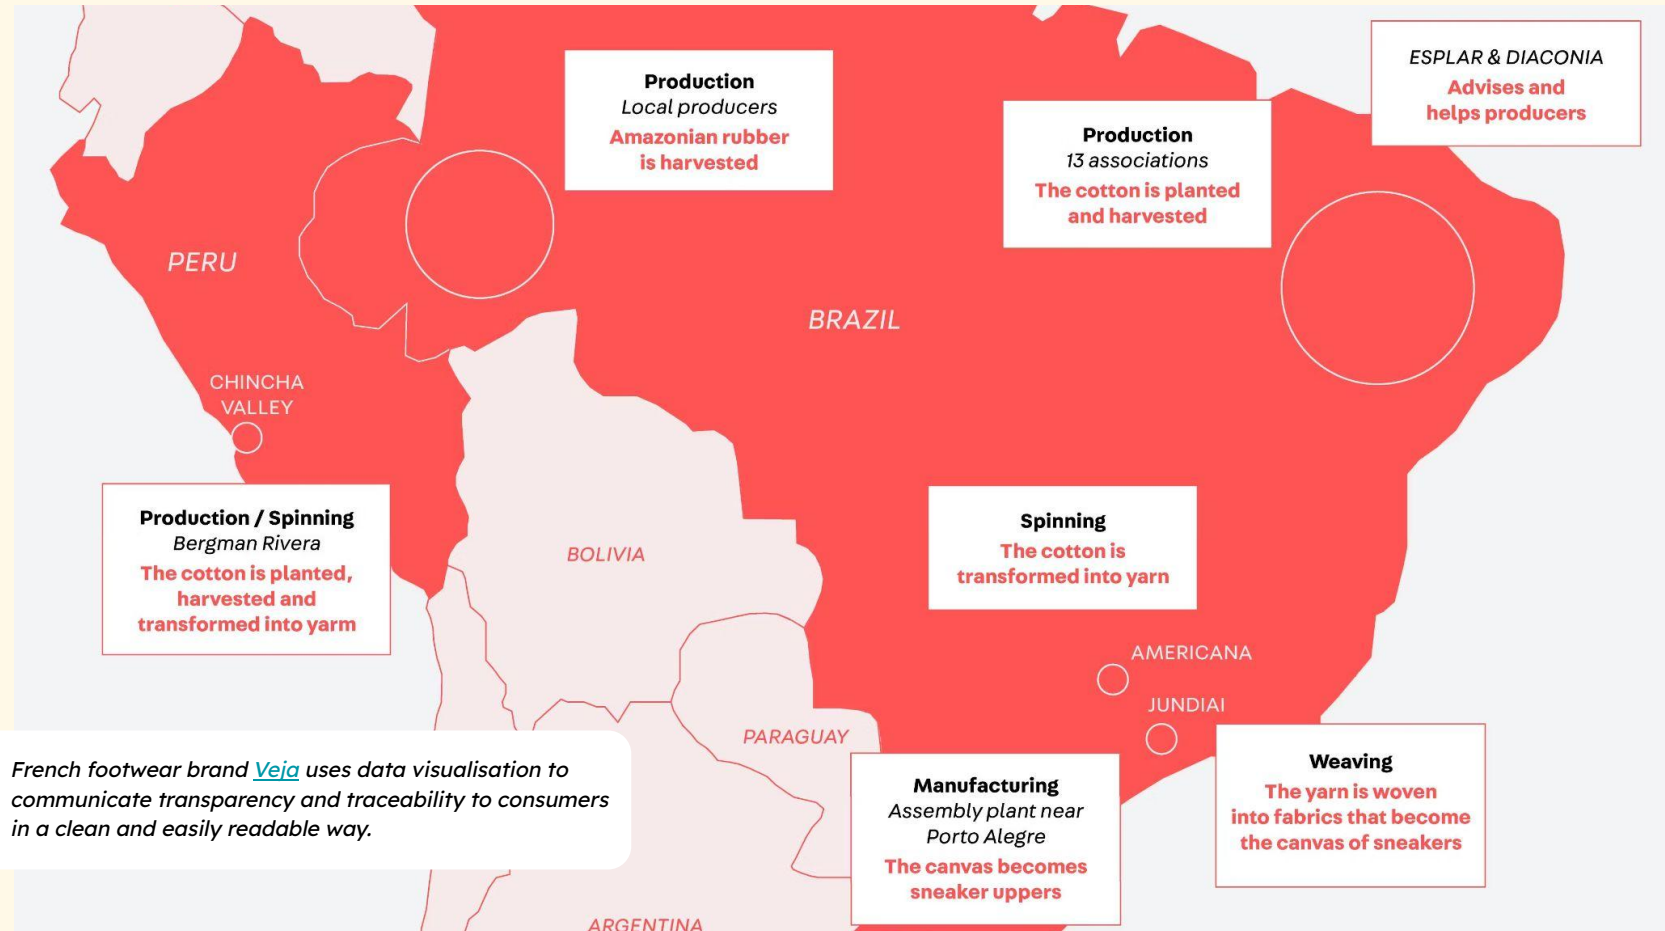 Production
Local producers
Amazonian rubber
is harvested
Production
13 associations
The cotton is planted
and harvested
ESPLAR & DIACONIA
Advises and
helps producers
PERU
BRAZIL
CHINCHA
VALLEY
Production / Spinning
Bergman Rivera
The cotton is planted,
harvested and
transformed into yarm
BOLIVIA
Spinning
The cotton is
transformed into yarn
AMERICANA
JUNDIAI
PARAGUAY
Weaving
The yarn is woven
into fabrics that become
the canvas of sneakers
Manufacturing
Assembly plant near
Porto Alegre
The canvas becomes
sneaker uppers
French footwear brand Veja uses data visualisation to
communicate transparency and traceability to consumers
in a clean and easily readable way.
ARGENTINA